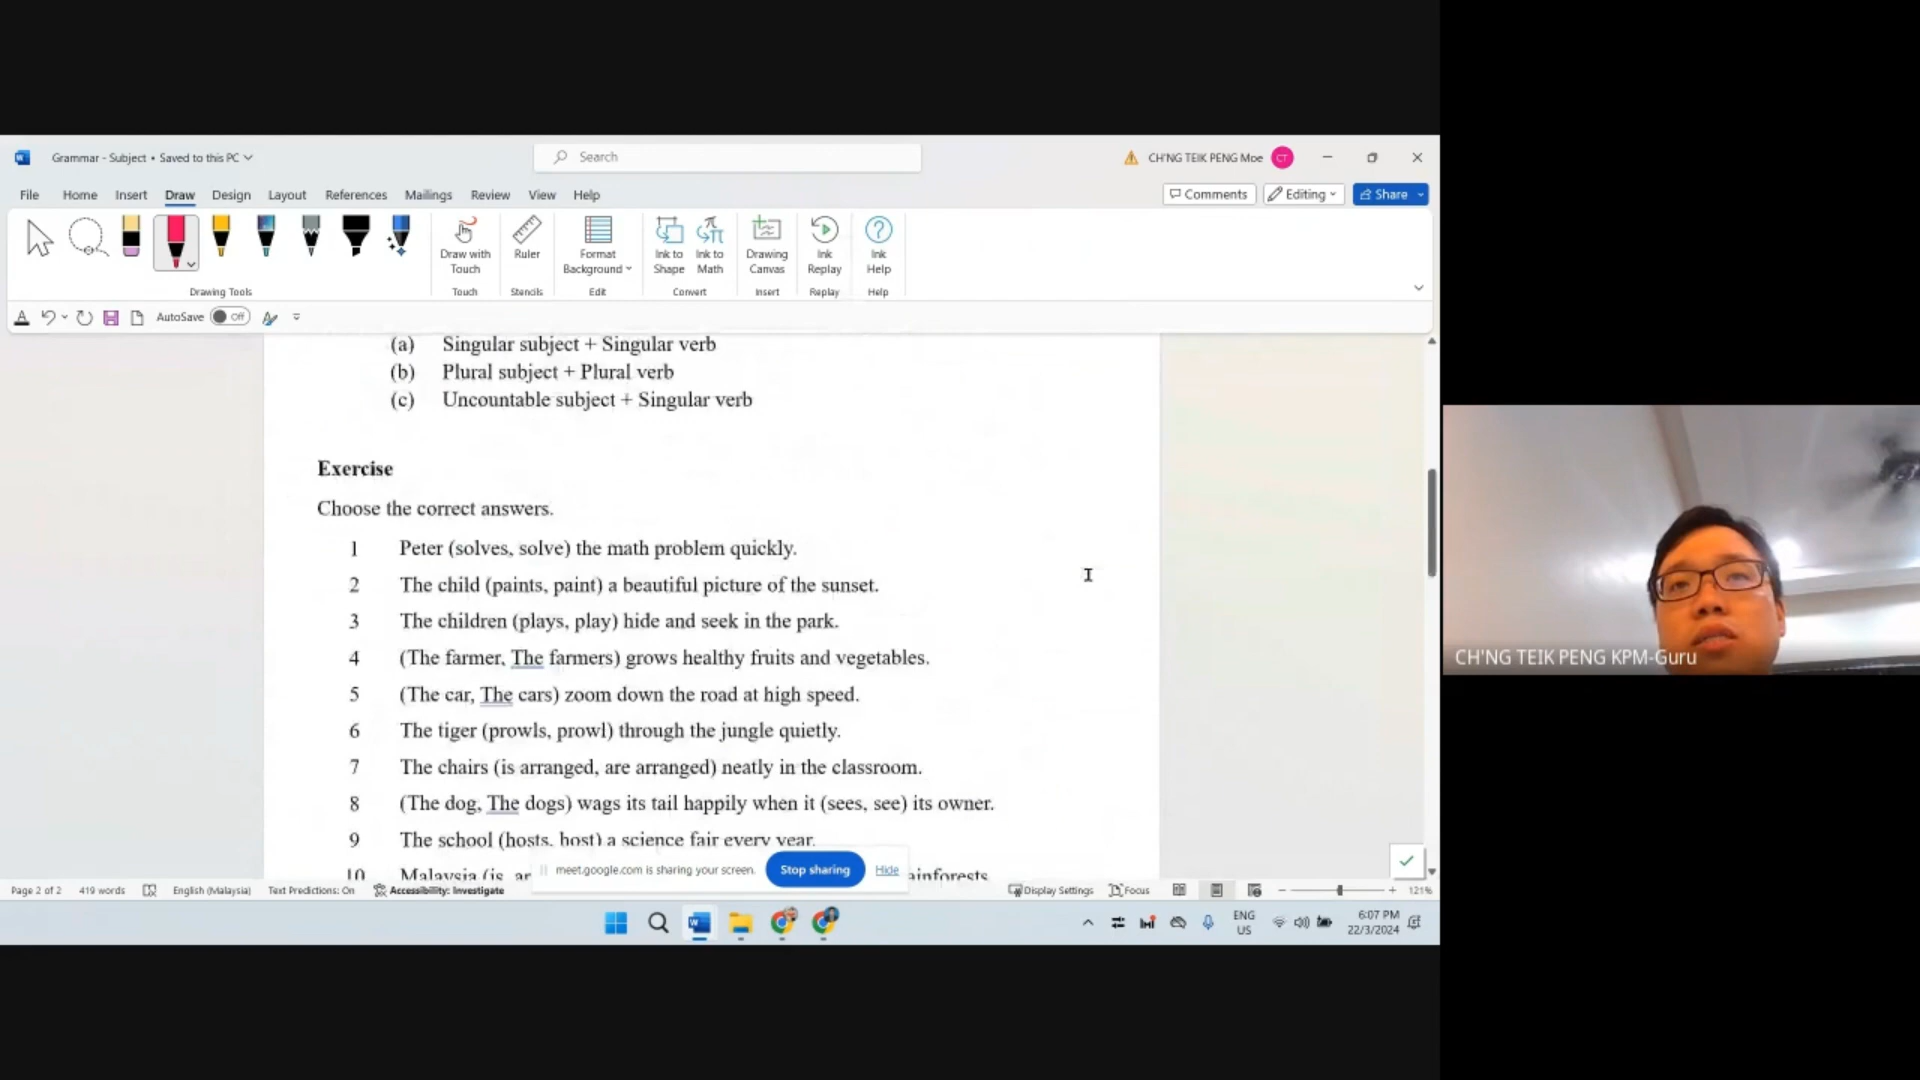 Grammar - Subject • Saved to this PC
Search
CH'NG TEIK PENG Moe
CT
File Home Insert Draw Design Layout References Mailings Review View Help
Comments Editing Share
Draw with Touch
Ruler
Format Background
Ink to Shape
Ink to Math
Drawing Canvas
Ink Replay
Ink Help
Drawing Tools Touch Stencils Edit Convert Insert Replay Help
AutoSave Off
(a) Singular subject + Singular verb
(b) Plural subject + Plural verb
(c) Uncountable subject + Singular verb
Exercise
Choose the correct answers.
1 Peter (solves, solve) the math problem quickly.
2 The child (paints, paint) a beautiful picture of the sunset.
3 The children (plays, play) hide and seek in the park.
4 (The farmer, The farmers) grows healthy fruits and vegetables.
5 (The car, The cars) zoom down the road at high speed.
6 The tiger (prowls, prowl) through the jungle quietly.
7 The chairs (is arranged, are arranged) neatly in the classroom.
8 (The dog, The dogs) wags its tail happily when it (sees, see) its owner.
9 The school (hosts, host) a science fair every year.
10 Malaysia (is, ar
ainforests
meet.google.com is sharing your screen. Stop sharing Hide
Page 2 of 2 419 words English (Malaysia) Text Predictions: On Accessibility: Investigate Display Settings Focus 121%
ENG
US
6:07 PM
22/3/2024
CH'NG TEIK PENG KPM-Guru